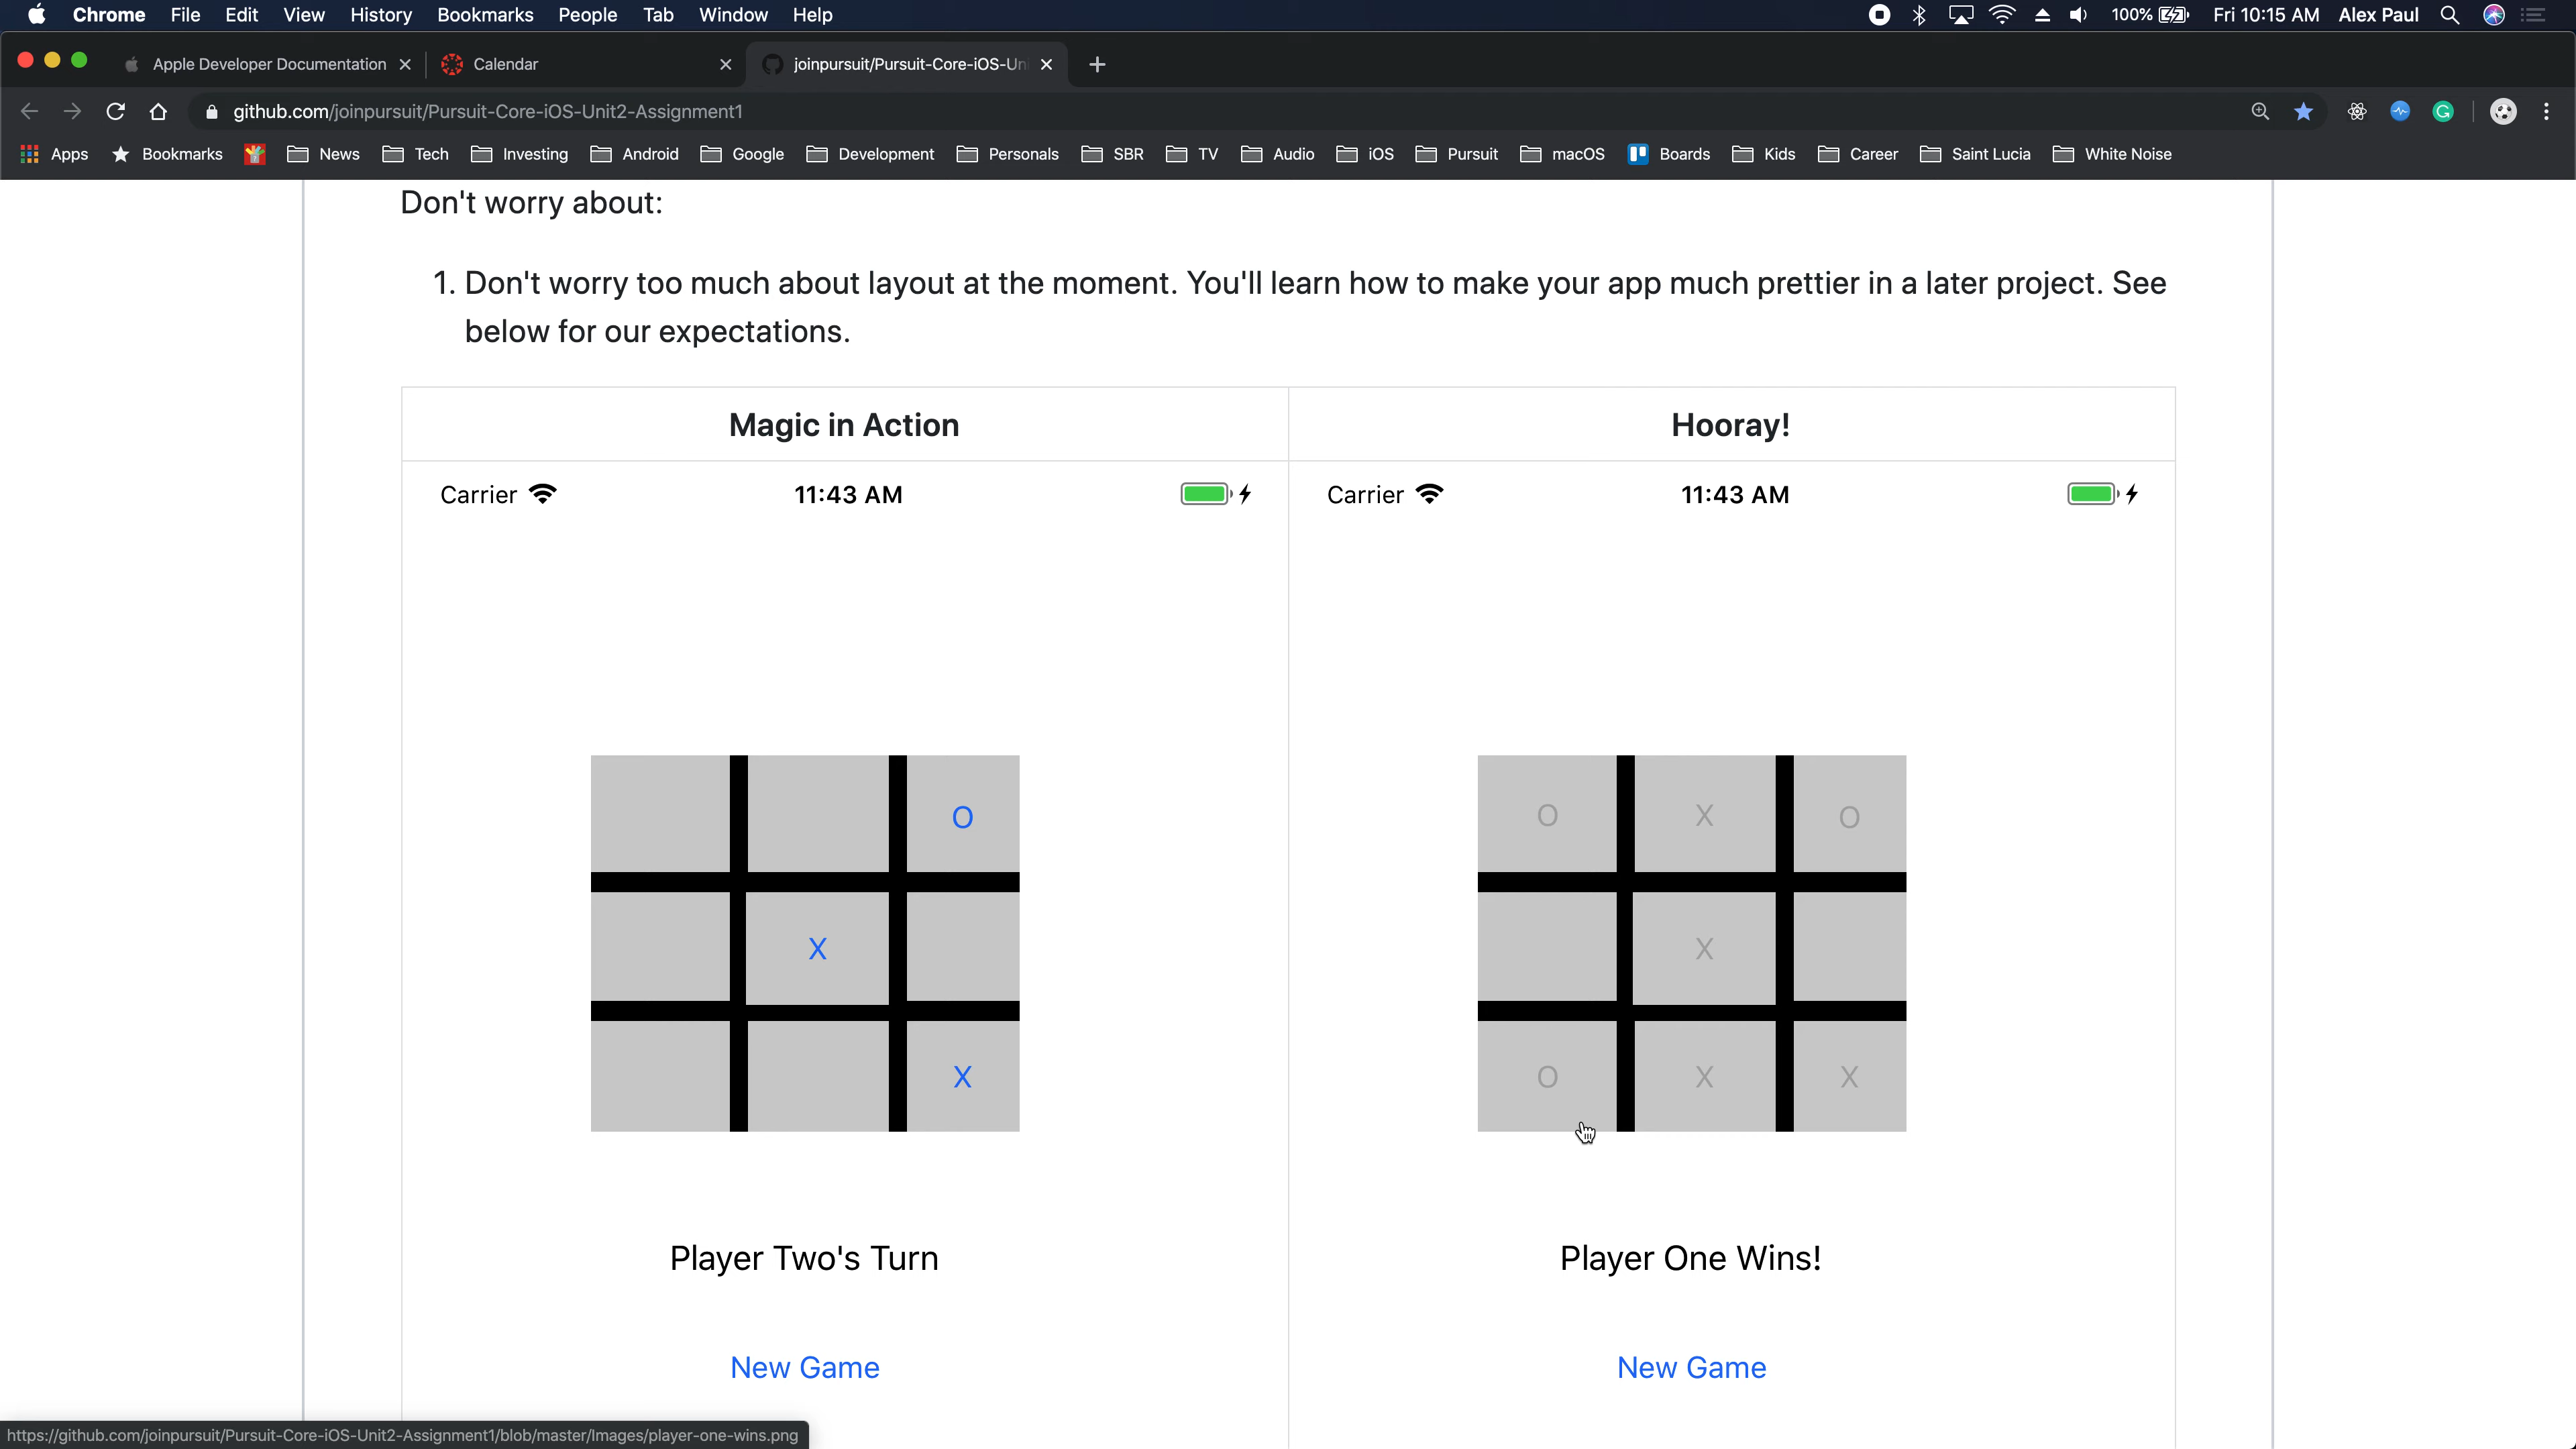 Chrome File Edit View History Bookmarks People Tab Window Help 100% Fri 10:15 AM Alex Paul
Apple Developer Documentation Calendar joinpursuit/Pursuit-Core-iOS-Uni
github.com/joinpursuit/Pursuit-Core-iOS-Unit2-Assignment1
Apps Bookmarks News Tech Investing Android Google Development Personals SBR TV Audio iOS Pursuit macOS Boards Kids Career Saint Lucia White Noise
Don't worry about:
1. Don't worry too much about layout at the moment. You'll learn how to make your app much prettier in a later project. See
below for our expectations.
Magic in Action Hooray!
Carrier 11:43 AM Carrier 11:43 AM
O O X O
X X
X O X X
Player Two's Turn Player One Wins!
New Game New Game
https://github.com/joinpursuit/Pursuit-Core-iOS-Unit2-Assignment1/blob/master/Images/player-one-wins.png